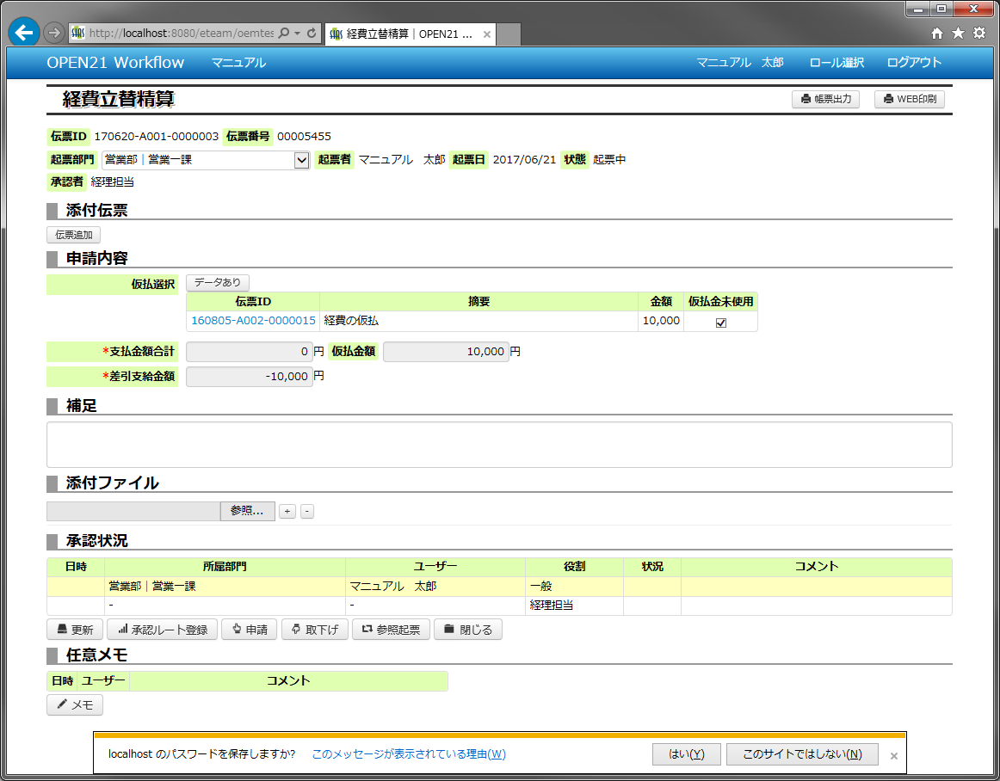 http://localhost:8080/eteam/oemtes
経費立替精算｜OPEN21 ...
OPEN21 Workflow マニュアル マニュアル　太郎 ロール選択 ログアウト
経費立替精算 帳票出力 WEB印刷
伝票ID 170620-A001-0000003 伝票番号 00005455
起票部門 営業部｜営業一課 起票者 マニュアル　太郎 起票日 2017/06/21 状態 起票中
承認者 経理担当
添付伝票
伝票追加
申請内容
仮払選択 データあり
伝票ID 摘要 金額 仮払金未使用
160805-A002-0000015 経費の仮払 10,000
*支払金額合計 0 円 仮払金額 10,000 円
*差引支給金額 -10,000 円
補足
添付ファイル
参照... + -
承認状況
日時 所属部門 ユーザー 役割 状況 コメント
営業部｜営業一課 マニュアル　太郎 一般
- - 経理担当
更新 承認ルート登録 申請 取下げ 参照起票 閉じる
任意メモ
日時 ユーザー コメント
メモ
localhost のパスワードを保存しますか? このメッセージが表示されている理由(W) はい(Y) このサイトではしない(N)